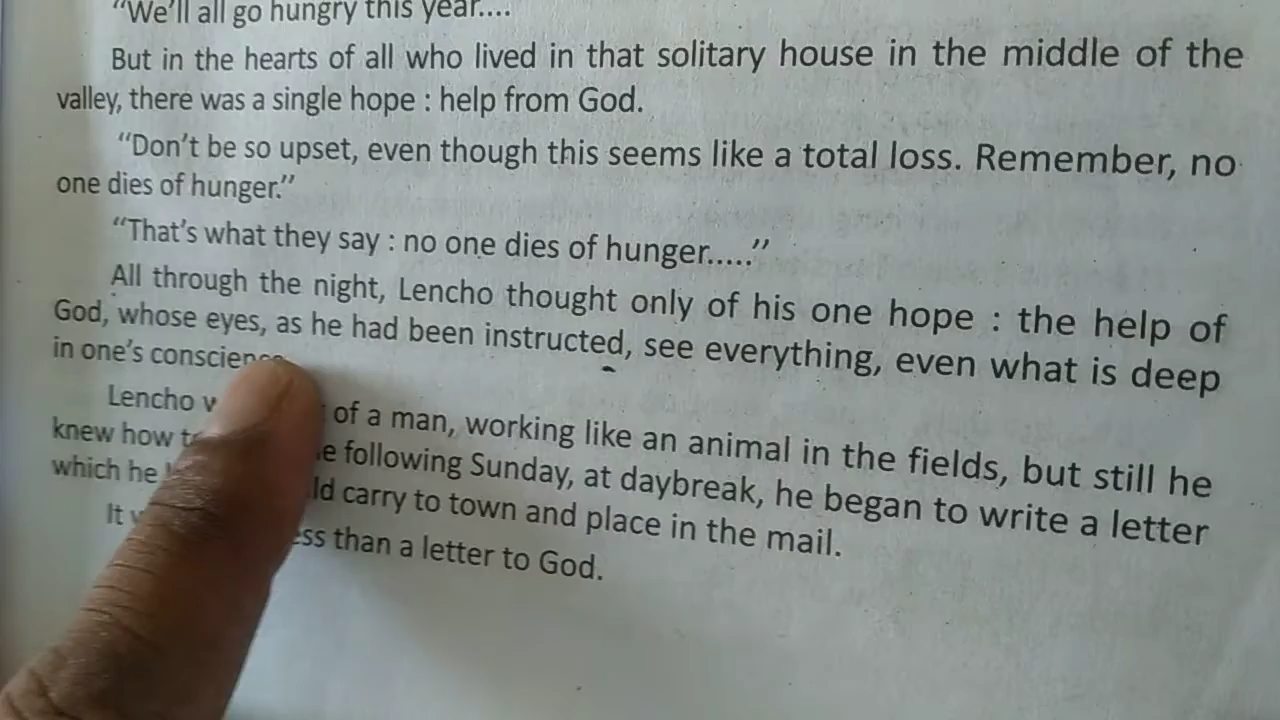 "We'll all go hungry this year....
But in the hearts of all who lived in that solitary house in the middle of the
valley, there was a single hope : help from God.
"Don't be so upset, even though this seems like a total loss. Remember, no
one dies of hunger."
"That's what they say : no one dies of hunger....."
All through the night, Lencho thought only of his one hope : the help of
God, whose eyes, as he had been instructed, see everything, even what is deep
in one's conscience
Lencho of a man, working like an animal in the fields, but still he
knew how following Sunday, at daybreak, he began to write a letter
which he carry to town and place in the mail.
It than a letter to God.